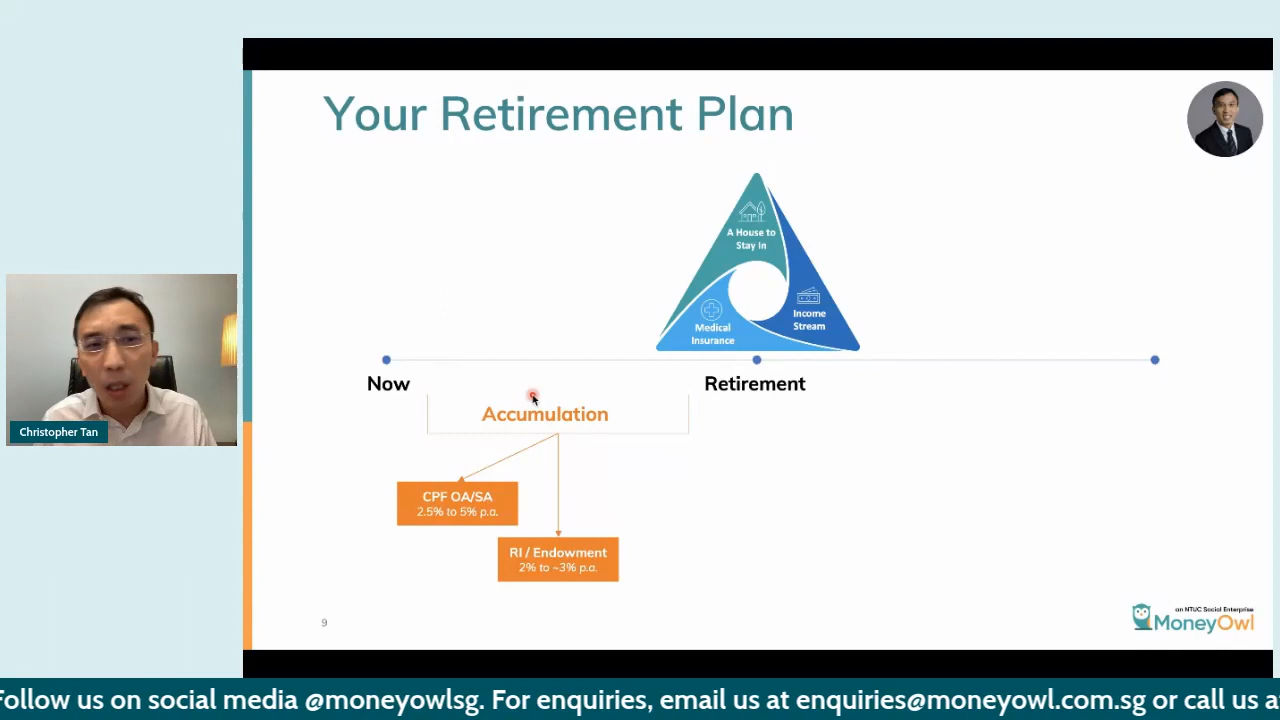 Your Retirement Plan
A House to
Stay In
Income
Stream
Medical
Insurance
Now
Retirement
Accumulation
CPF OA/SA
2.5% to 5% p.a.
RI / Endowment
2% to ~3% p.a.
Christopher Tan
9
an NTUC Social Enterprise
MoneyOwl
Follow us on social media @moneyowlsg. For enquiries, email us at enquiries@moneyowl.com.sg or call us a